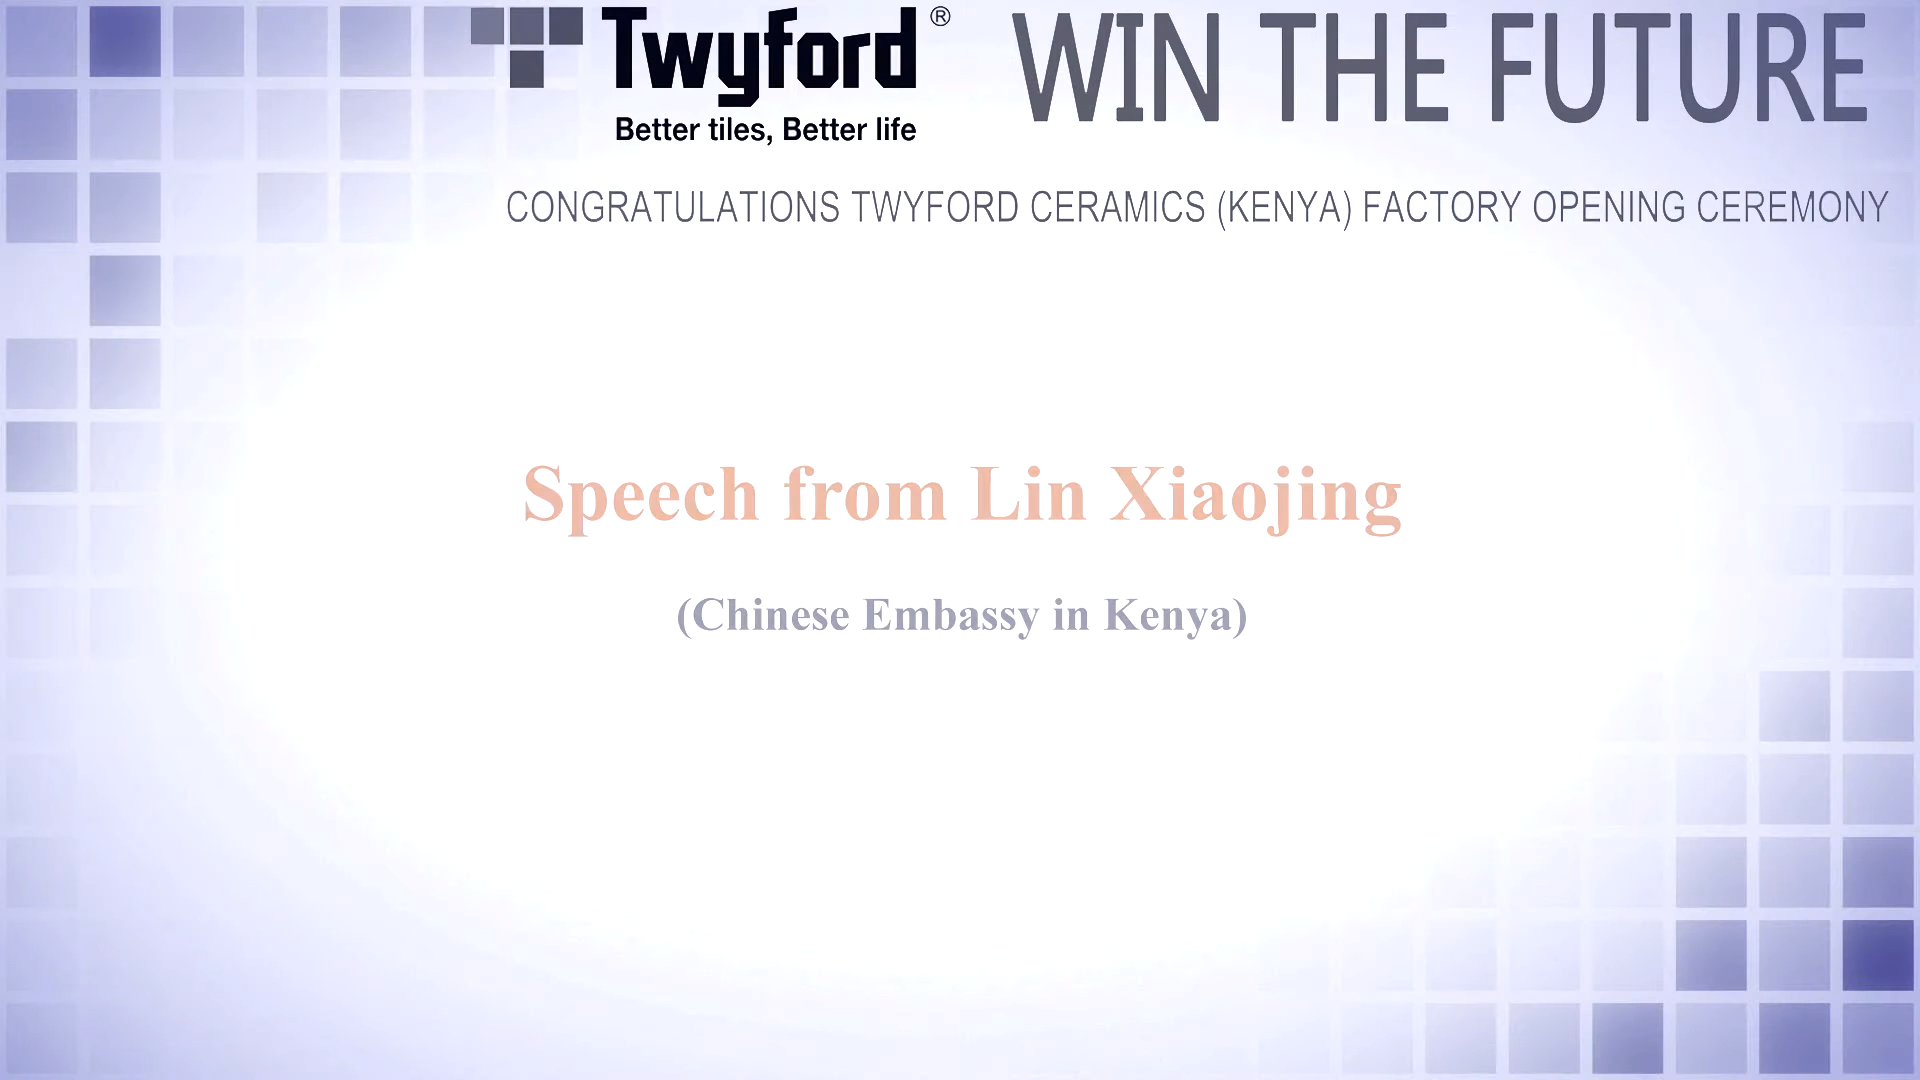 Twyford ®
Better tiles, Better life
WIN THE FUTURE
CONGRATULATIONS TWYFORD CERAMICS (KENYA) FACTORY OPENING CEREMONY
Speech from Lin Xiaojing
(Chinese Embassy in Kenya)